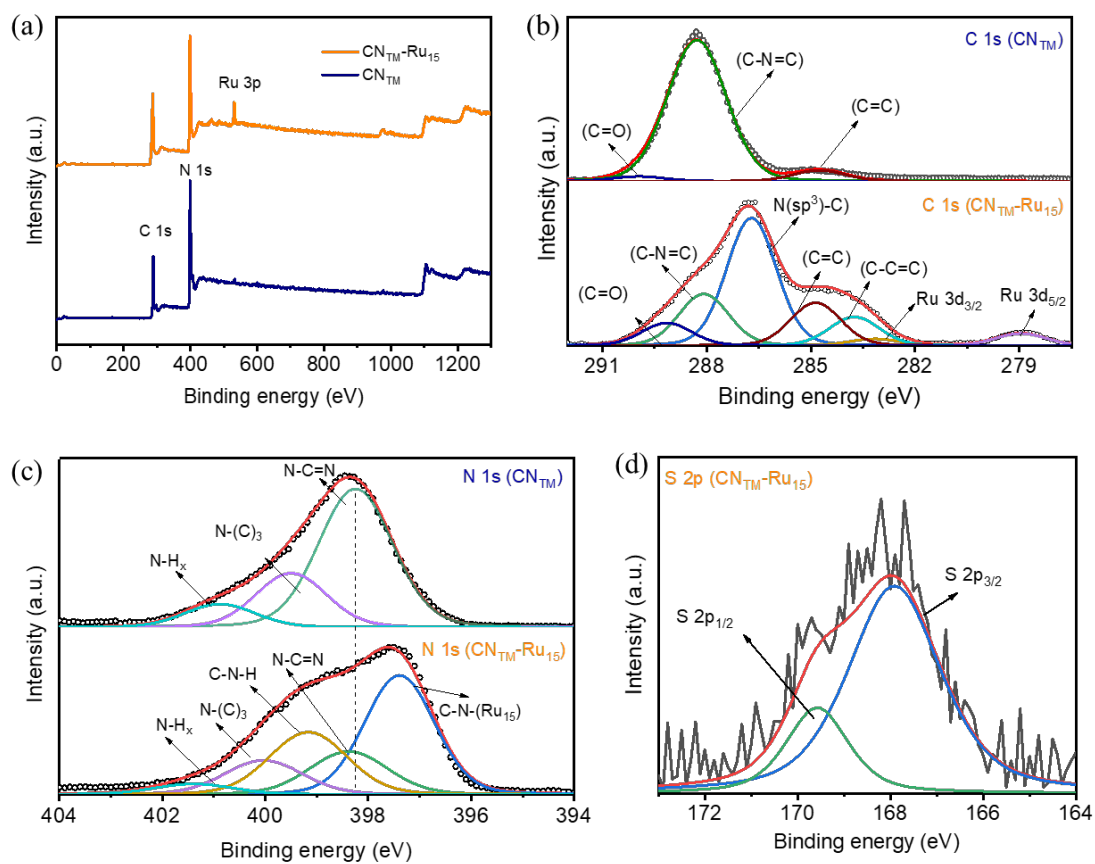 (a)
CN_TM-Ru_15
CN_TM
Ru 3p
N 1s
C 1s
Intensity (a.u.)
0 200 400 600 800 1000 1200
Binding energy (eV)
(b)
C 1s (CN_TM)
(C-N=C)
(C=O)
(C=C)
C 1s (CN_TM-Ru_15)
N(sp³)-C)
(C-N=C)
(C=C)
(C-C=C)
(C=O)
Ru 3d_3/2
Ru 3d_5/2
Intensity (a.u.)
291 288 285 282 279
Binding energy (eV)
(c)
N 1s (CN_TM)
N-C=N
N-(C)_3
N-H_x
N 1s (CN_TM-Ru_15)
N-C=N
C-N-H
N-(C)_3
N-H_x
C-N-(Ru_15)
Intensity (a.u.)
404 402 400 398 396 394
Binding energy (eV)
(d)
S 2p (CN_TM-Ru_15)
S 2p_3/2
S 2p_1/2
Intensity (a.u.)
172 170 168 166 164
Binding energy (eV)